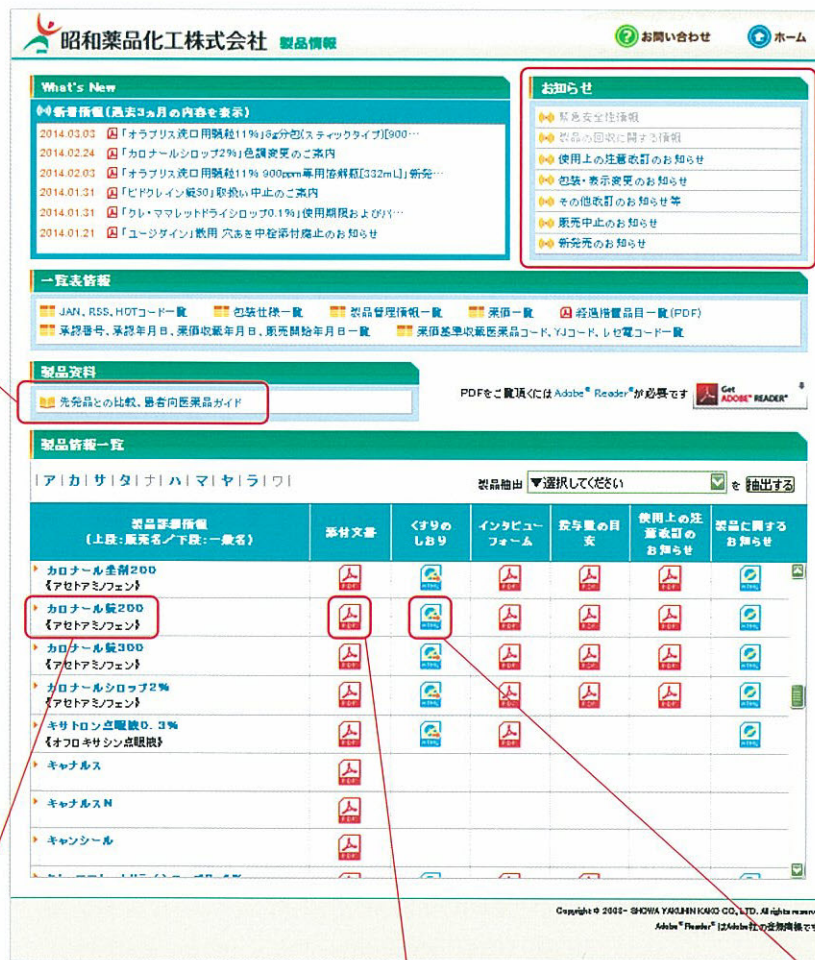 昭和薬品化工株式会社 製品情報
お問い合わせ ホーム
What's New
新着情報(過去3ヵ月の内容を表示)
2014.03.03 「オラブリス洗口用顆粒11%」8g分包(スティックタイプ)[900…
2014.02.24 「カロナールシロップ2%」色調変更のご案内
2014.02.03 「オラブリス洗口用顆粒11% 900ppm専用溶解瓶[332mL]」新発…
2014.01.31 「ビドクレイン錠50」取扱い中止のご案内
2014.01.31 「クレ・ママレットドライシロップ0.1%」使用期限およびパ…
2014.01.21 「ユージダイン」散用 穴あき中栓添付廃止のお知らせ
お知らせ
緊急安全性情報
製品の回収に関する情報
使用上の注意改訂のお知らせ
包装・表示変更のお知らせ
その他改訂のお知らせ等
販売中止のお知らせ
新発売のお知らせ
一覧表情報
JAN、RSS、HOTコード一覧 包装仕様一覧 製品管理情報一覧 薬価一覧 経過措置品目一覧(PDF)
承認番号、承認年月日、薬価収載年月日、販売開始年月日一覧 薬価基準収載医薬品コード、YJコード、レセ電コード一覧
製品資料
先発品との比較、患者向医薬品ガイド
PDFをご覧頂くには Adobe® Reader®が必要です
Get
ADOBE® READER®
製品情報一覧
|ア|カ|サ|タ|ナ|ハ|マ|ヤ|ラ|ワ|
製品抽出 ▼選択してください を 抽出する
製品詳細情報
(上段:販売名/下段:一般名)
添付文書
くすりの
しおり
インタビュー
フォーム
投与量の目
安
使用上の注
意改訂の
お知らせ
製品に関する
お知らせ
カロナール坐剤200
《アセトアミノフェン》
カロナール錠200
《アセトアミノフェン》
カロナール錠300
《アセトアミノフェン》
カロナールシロップ2%
《アセトアミノフェン》
キサトロン点眼液0.3%
《オフロキサシン点眼液》
キャナルス
キャナルスN
キャンシール
Copyright © 2008- SHOWA YAKUHIN KAKO CO., LTD. All rights reserv
Adobe® Reader® はAdobe社の登録商標です